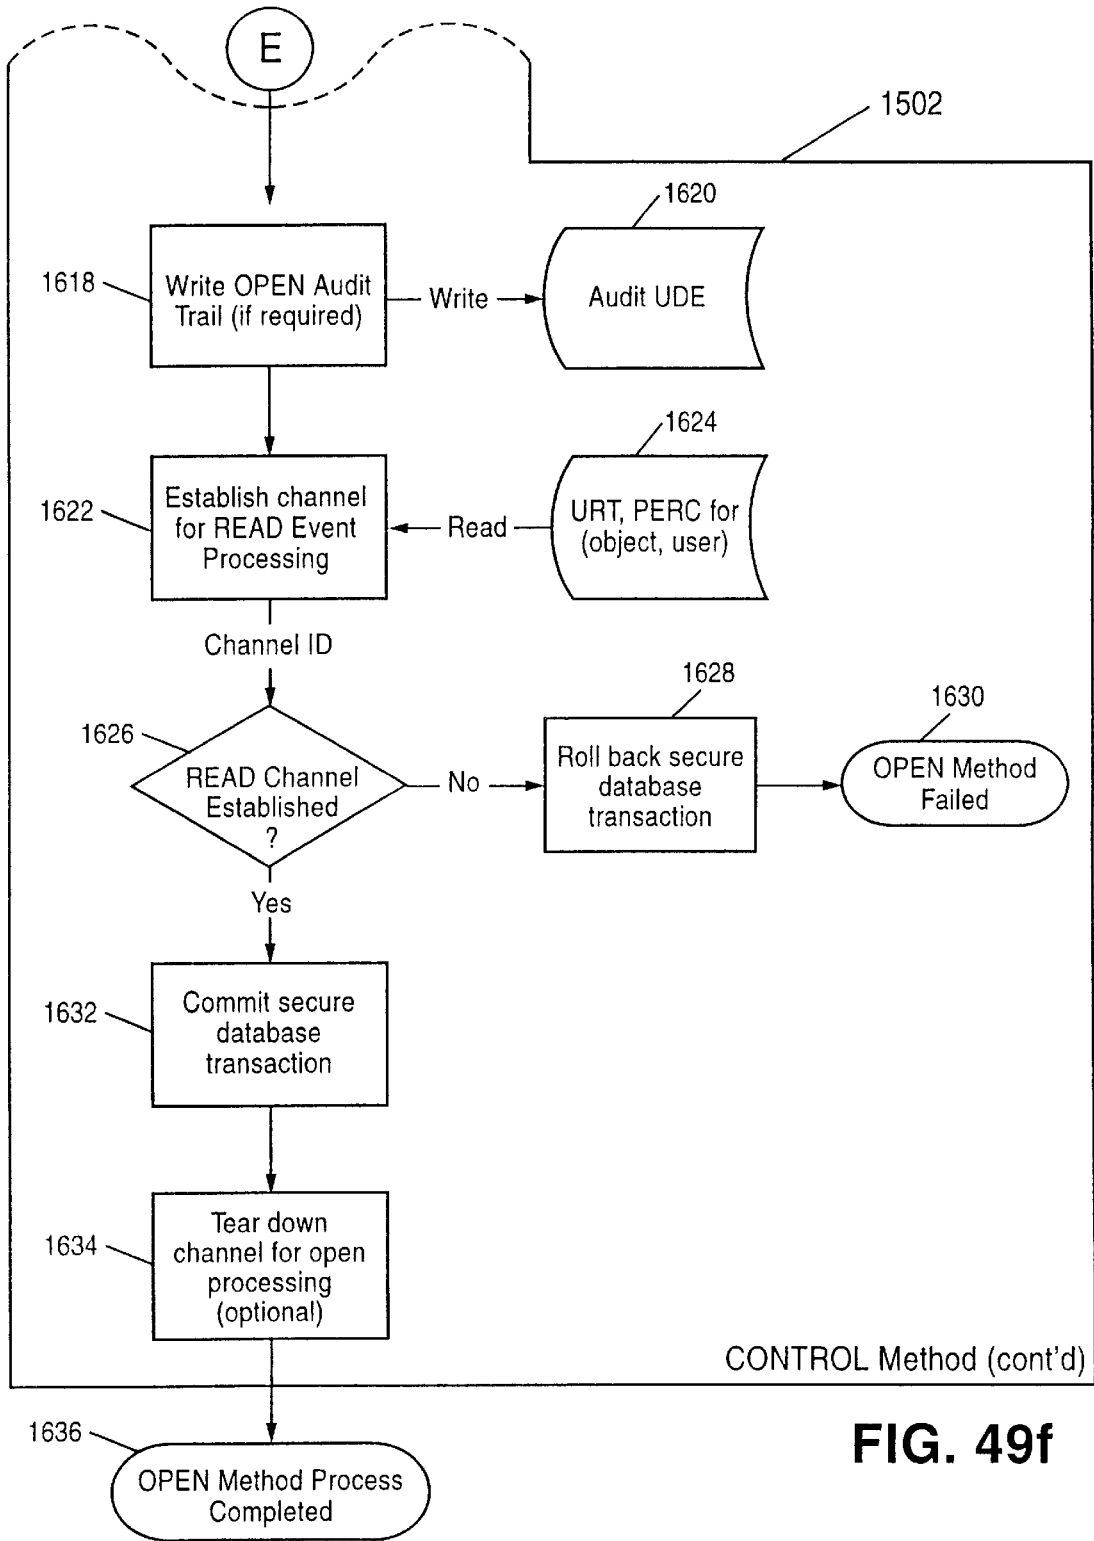 E
1502
1620
1618
Write OPEN Audit
Trail (if required)
Write
Audit UDE
1624
1622
Establish channel
for READ Event
Processing
Read
URT, PERC for
(object, user)
Channel ID
1626
READ Channel
Established
?
No
1628
Roll back secure
database
transaction
1630
OPEN Method
Failed
Yes
1632
Commit secure
database
transaction
1634
Tear down
channel for open
processing
(optional)
CONTROL Method (cont'd)
1636
OPEN Method Process
Completed
FIG. 49f